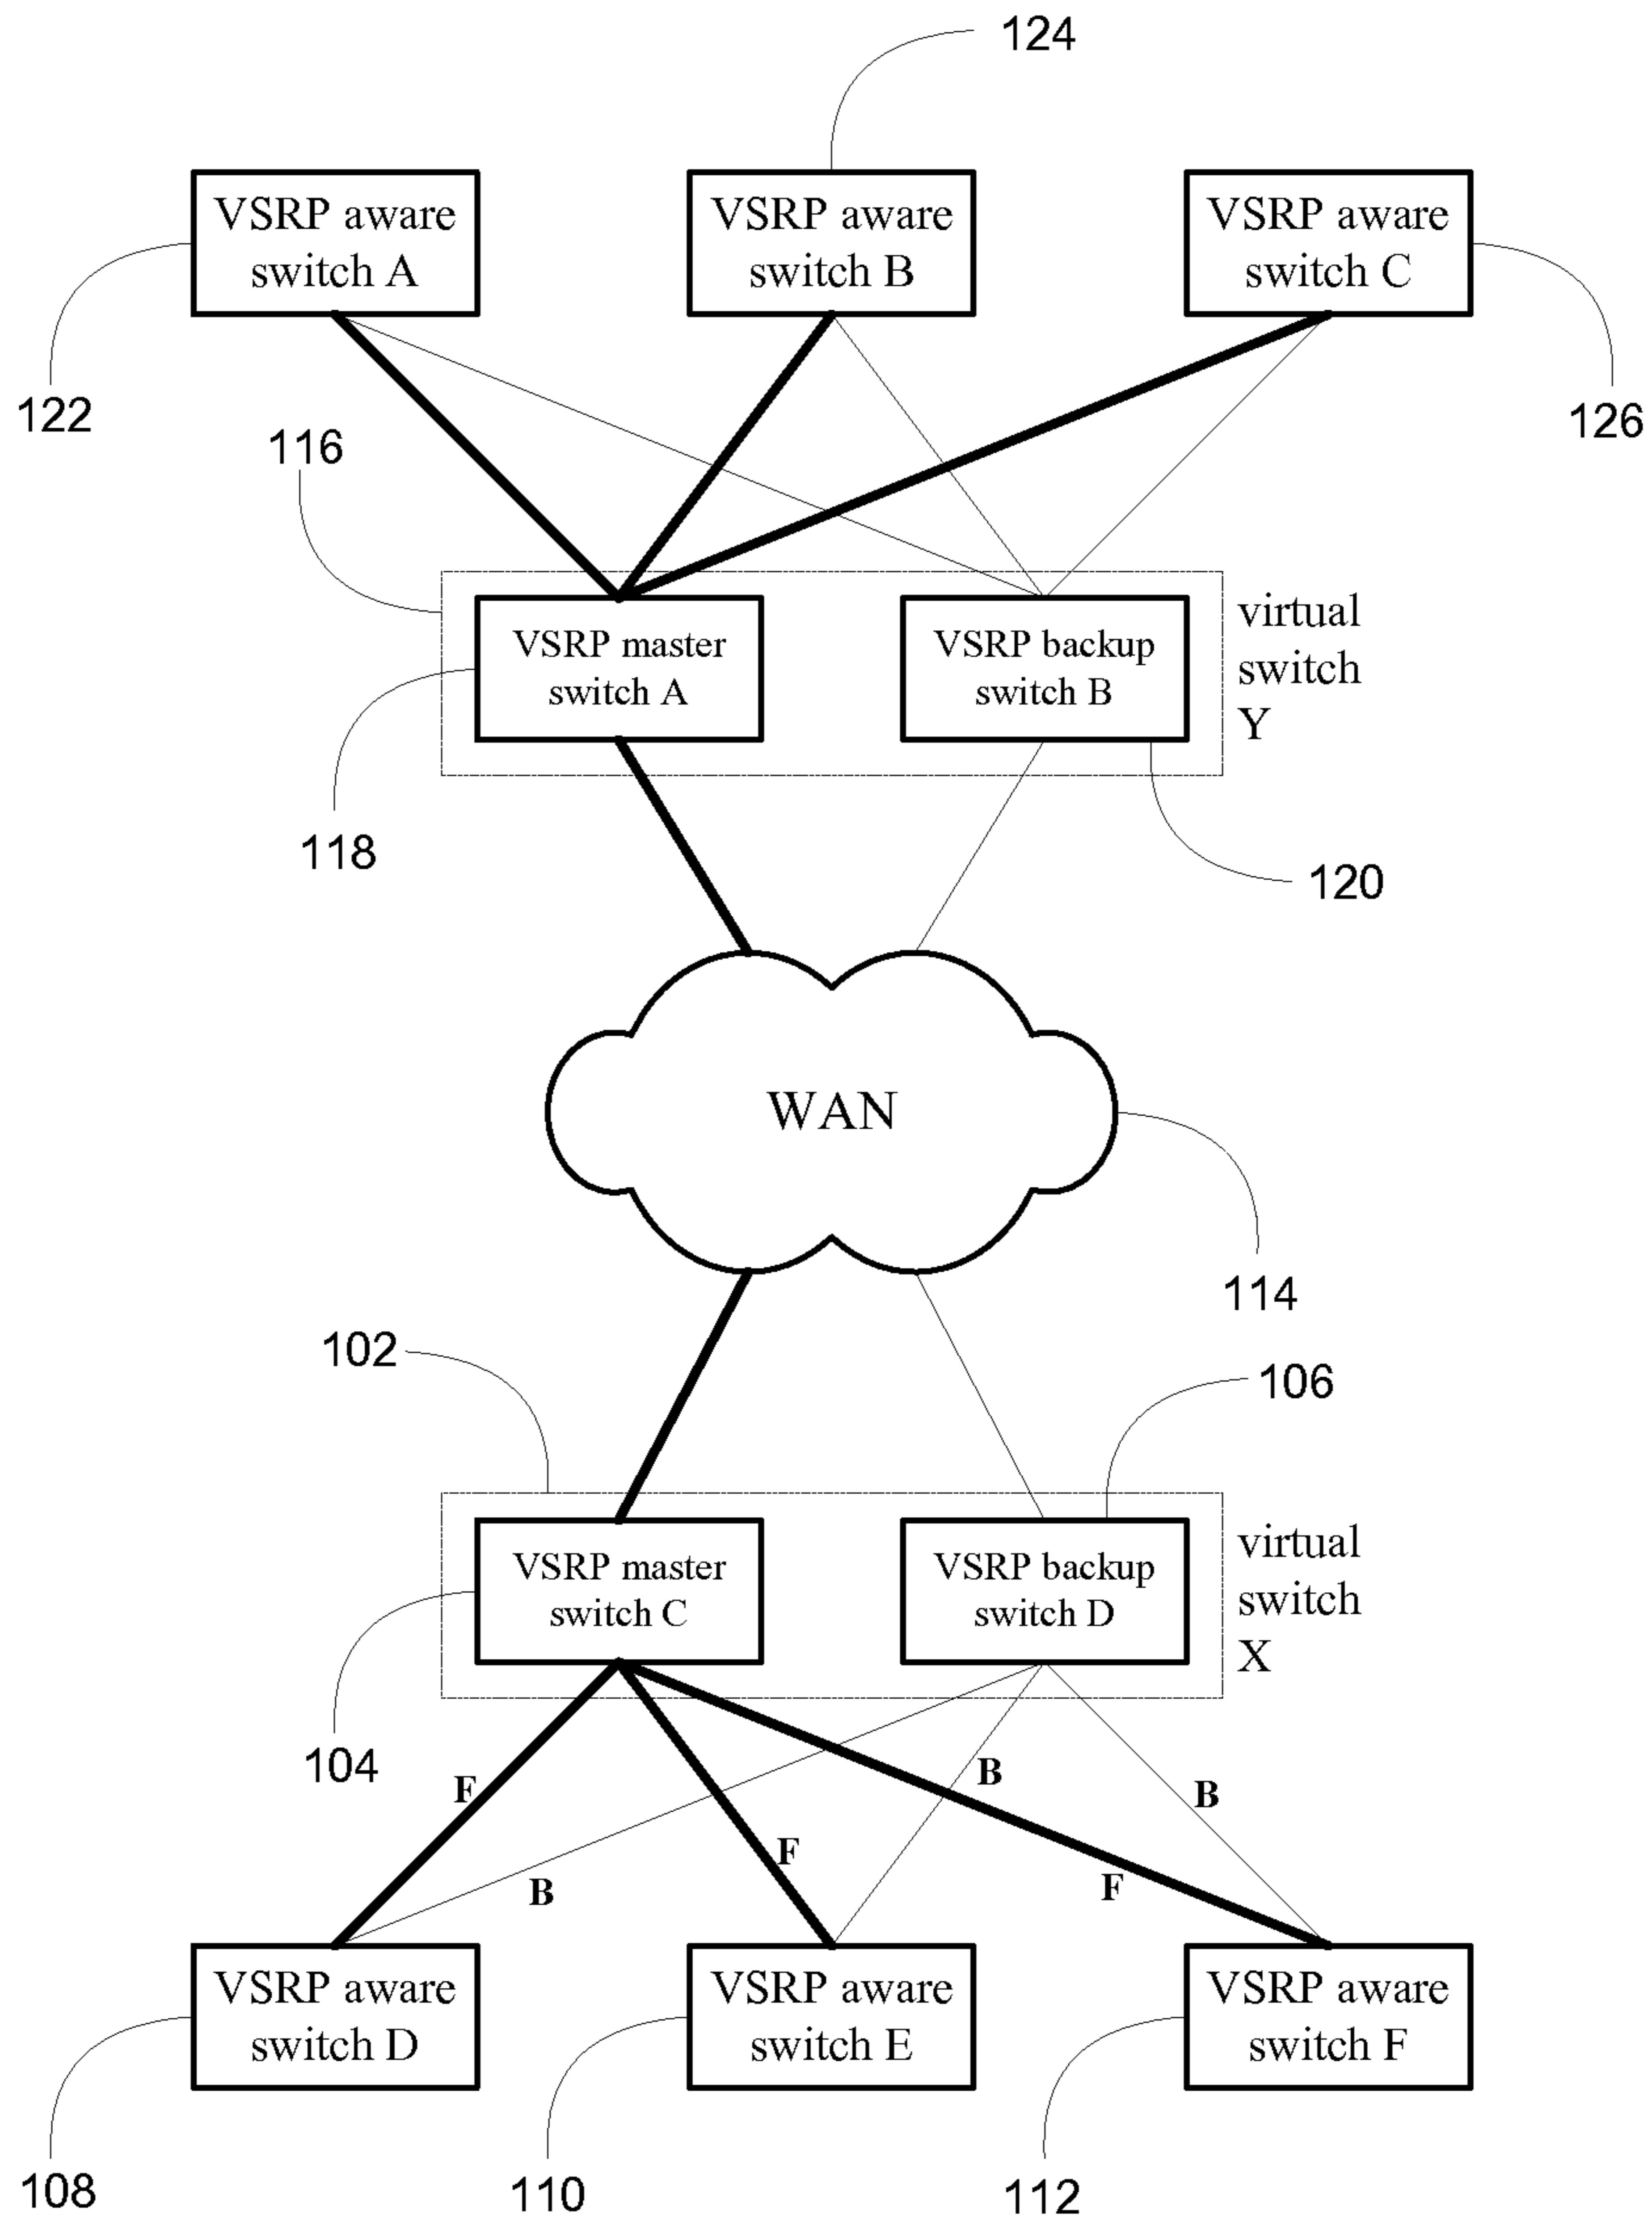 124
VSRP aware
switch A
VSRP aware
switch B
VSRP aware
switch C
122
126
116
VSRP master
switch A
VSRP backup
switch B
virtual
switch
Y
118
120
WAN
114
102
106
VSRP master
switch C
VSRP backup
switch D
virtual
switch
X
104
F
B
B
F
B
F
VSRP aware
switch D
VSRP aware
switch E
VSRP aware
switch F
108
110
112